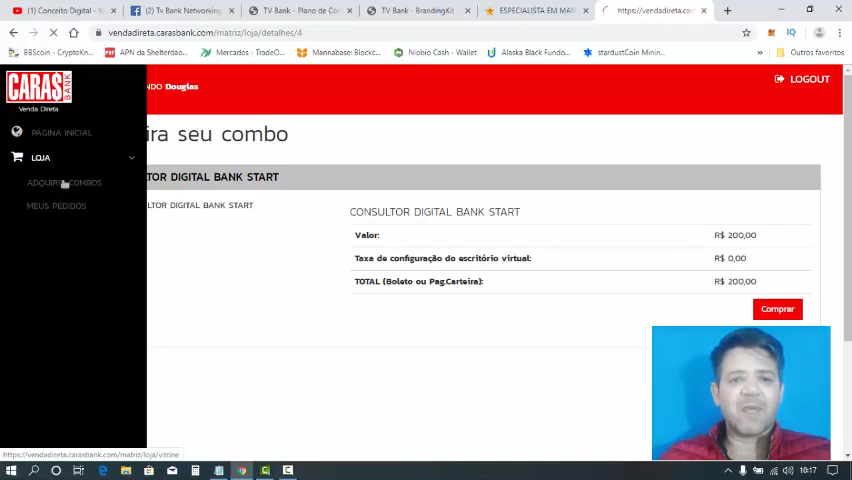 (1) Conceito Digital - W
(2) Tv Bank Networking
TV Bank - Plano de Co
TV Bank - BrandingKit
ESPECIALISTA EM MAR
https://vendadireta.car
vendadireta.carasbank.com/matriz/loja/detalhes/4
BBScoin - CryptoKn...
APN da Shelterdao...
Mercados - TradeO...
Mannabase: Blockc...
Niobio Cash - Wallet
Alaska Black Fundo...
stardustCoin Minin...
Outros favoritos
CARAS BANK
Venda Direta
NDO Douglas
LOGOUT
PÁGINA INICIAL
ira seu combo
LOJA
ADQUIRIR COMBOS
TOR DIGITAL BANK START
MEUS PEDIDOS
LTOR DIGITAL BANK START
CONSULTOR DIGITAL BANK START
Valor: R$ 200,00
Taxa de configuração do escritório virtual: R$ 0,00
TOTAL (Boleto ou Pag.Carteira): R$ 200,00
Comprar
https://vendadireta.carasbank.com/matriz/loja/vitrine
10:17